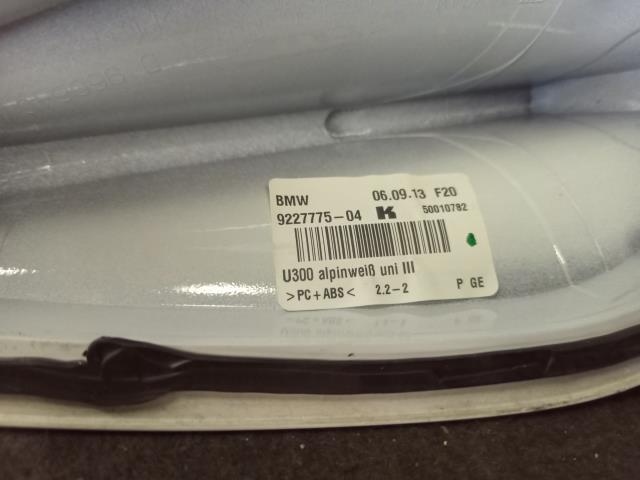 BMW 06.09.13 F20
9227775-04 K 50010782
U300 alpinweiß uni III
>PC+ABS< 2.2-2 P GE